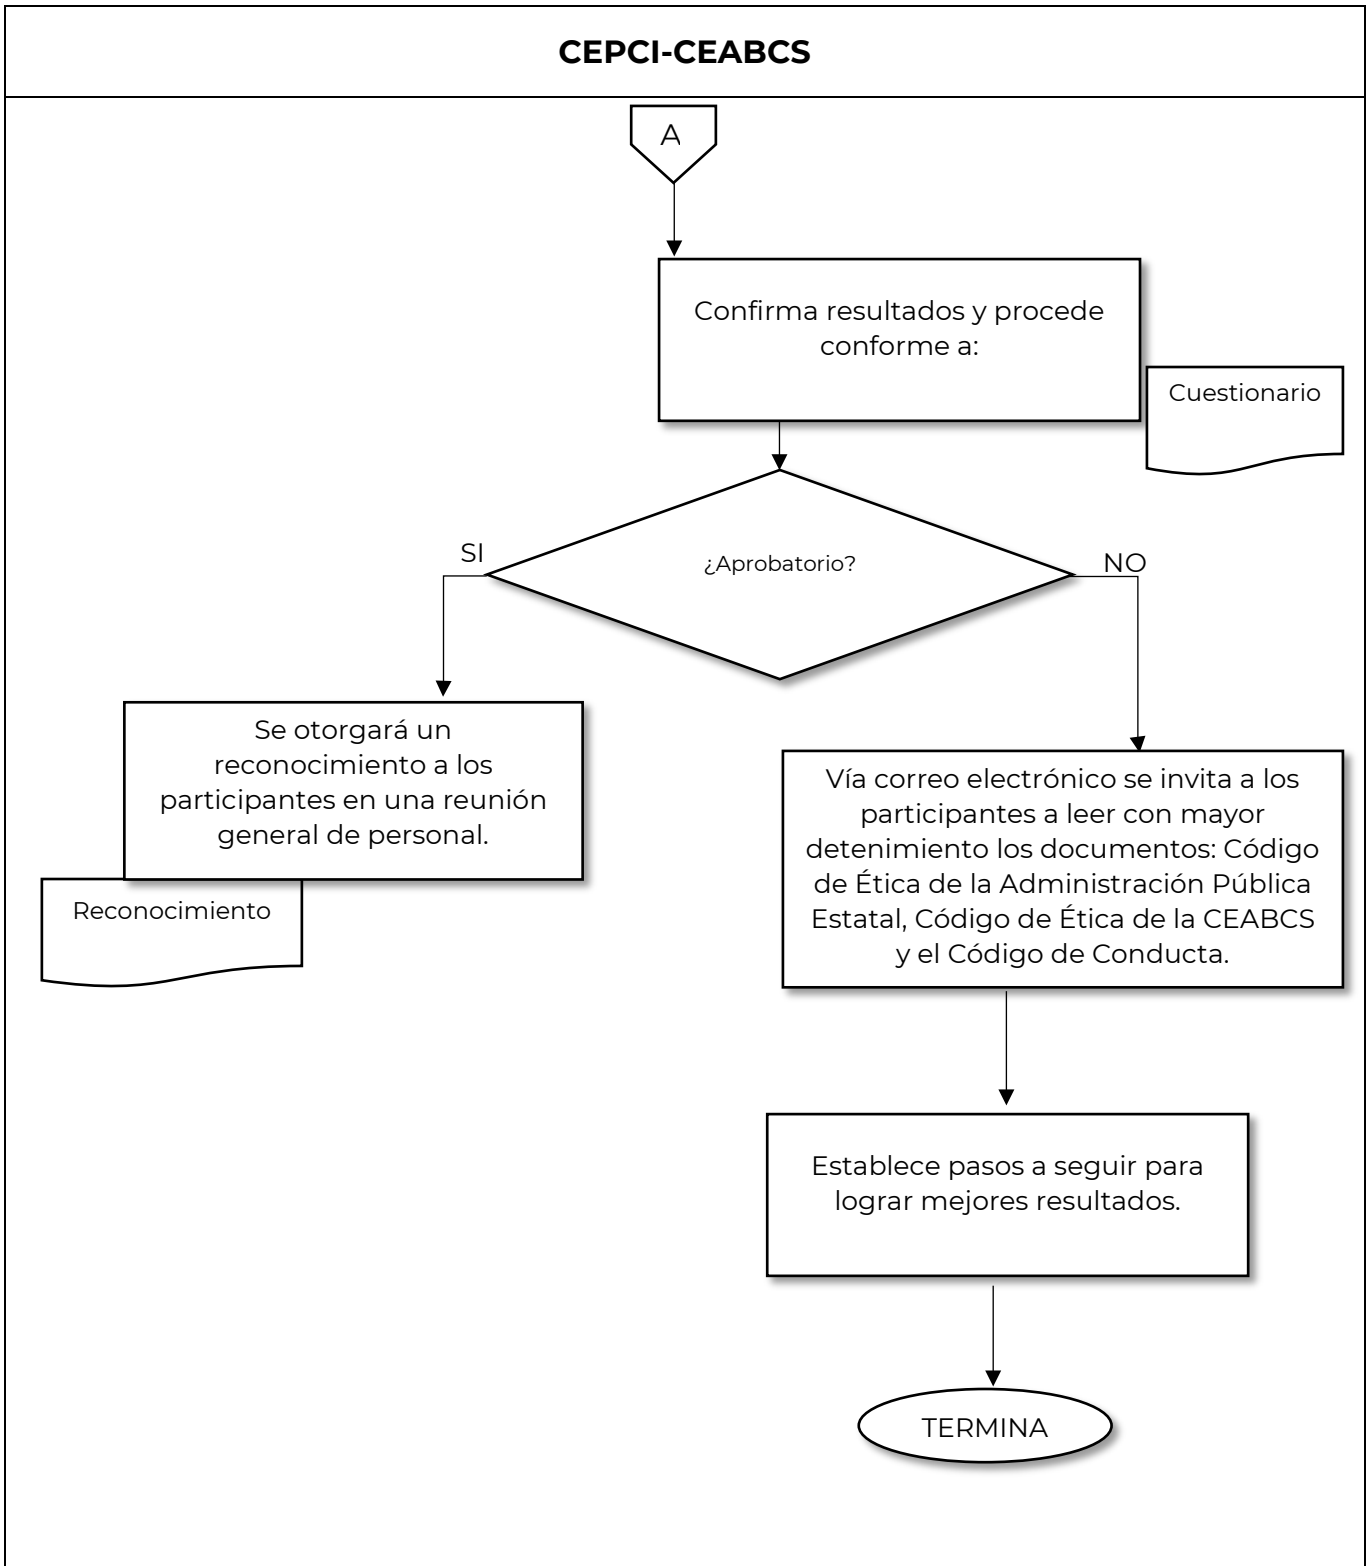 CEPCI-CEABCS
A
Confirma resultados y procede
conforme a:
Cuestionario
¿Aprobatorio?
SI
NO
Se otorgará un
reconocimiento a los
participantes en una reunión
general de personal.
Reconocimiento
Vía correo electrónico se invita a los
participantes a leer con mayor
detenimiento los documentos: Código
de Ética de la Administración Pública
Estatal, Código de Ética de la CEABCS
y el Código de Conducta.
Establece pasos a seguir para
lograr mejores resultados.
TERMINA